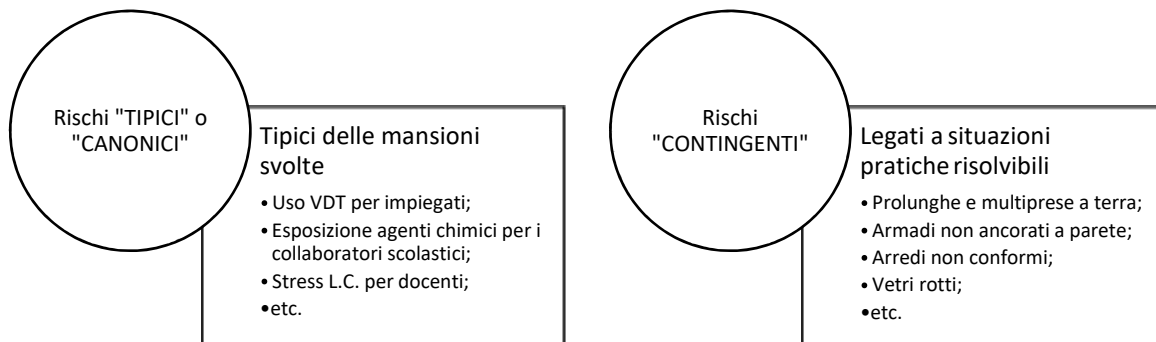 Rischi "TIPICI" o
"CANONICI"
Tipici delle mansioni
svolte
• Uso VDT per impiegati;
• Esposizione agenti chimici per i
collaboratori scolastici;
• Stress L.C. per docenti;
•etc.
Rischi
"CONTINGENTI"
Legati a situazioni
pratiche risolvibili
• Prolunghe e multiprese a terra;
• Armadi non ancorati a parete;
• Arredi non conformi;
• Vetri rotti;
•etc.